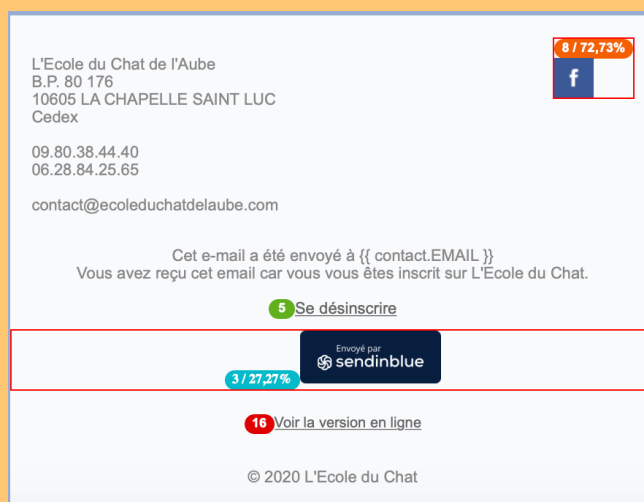 8 / 72,73%
f
L'Ecole du Chat de l'Aube
B.P. 80 176
10605 LA CHAPELLE SAINT LUC
Cedex
09.80.38.44.40
06.28.84.25.65
contact@ecoleduchatdelaube.com
Cet e-mail a été envoyé à {{ contact.EMAIL }}
Vous avez reçu cet email car vous vous êtes inscrit sur L'Ecole du Chat.
5 Se désinscrire
Envoyé par
sendinblue
3 / 27,27%
16 Voir la version en ligne
© 2020 L'Ecole du Chat